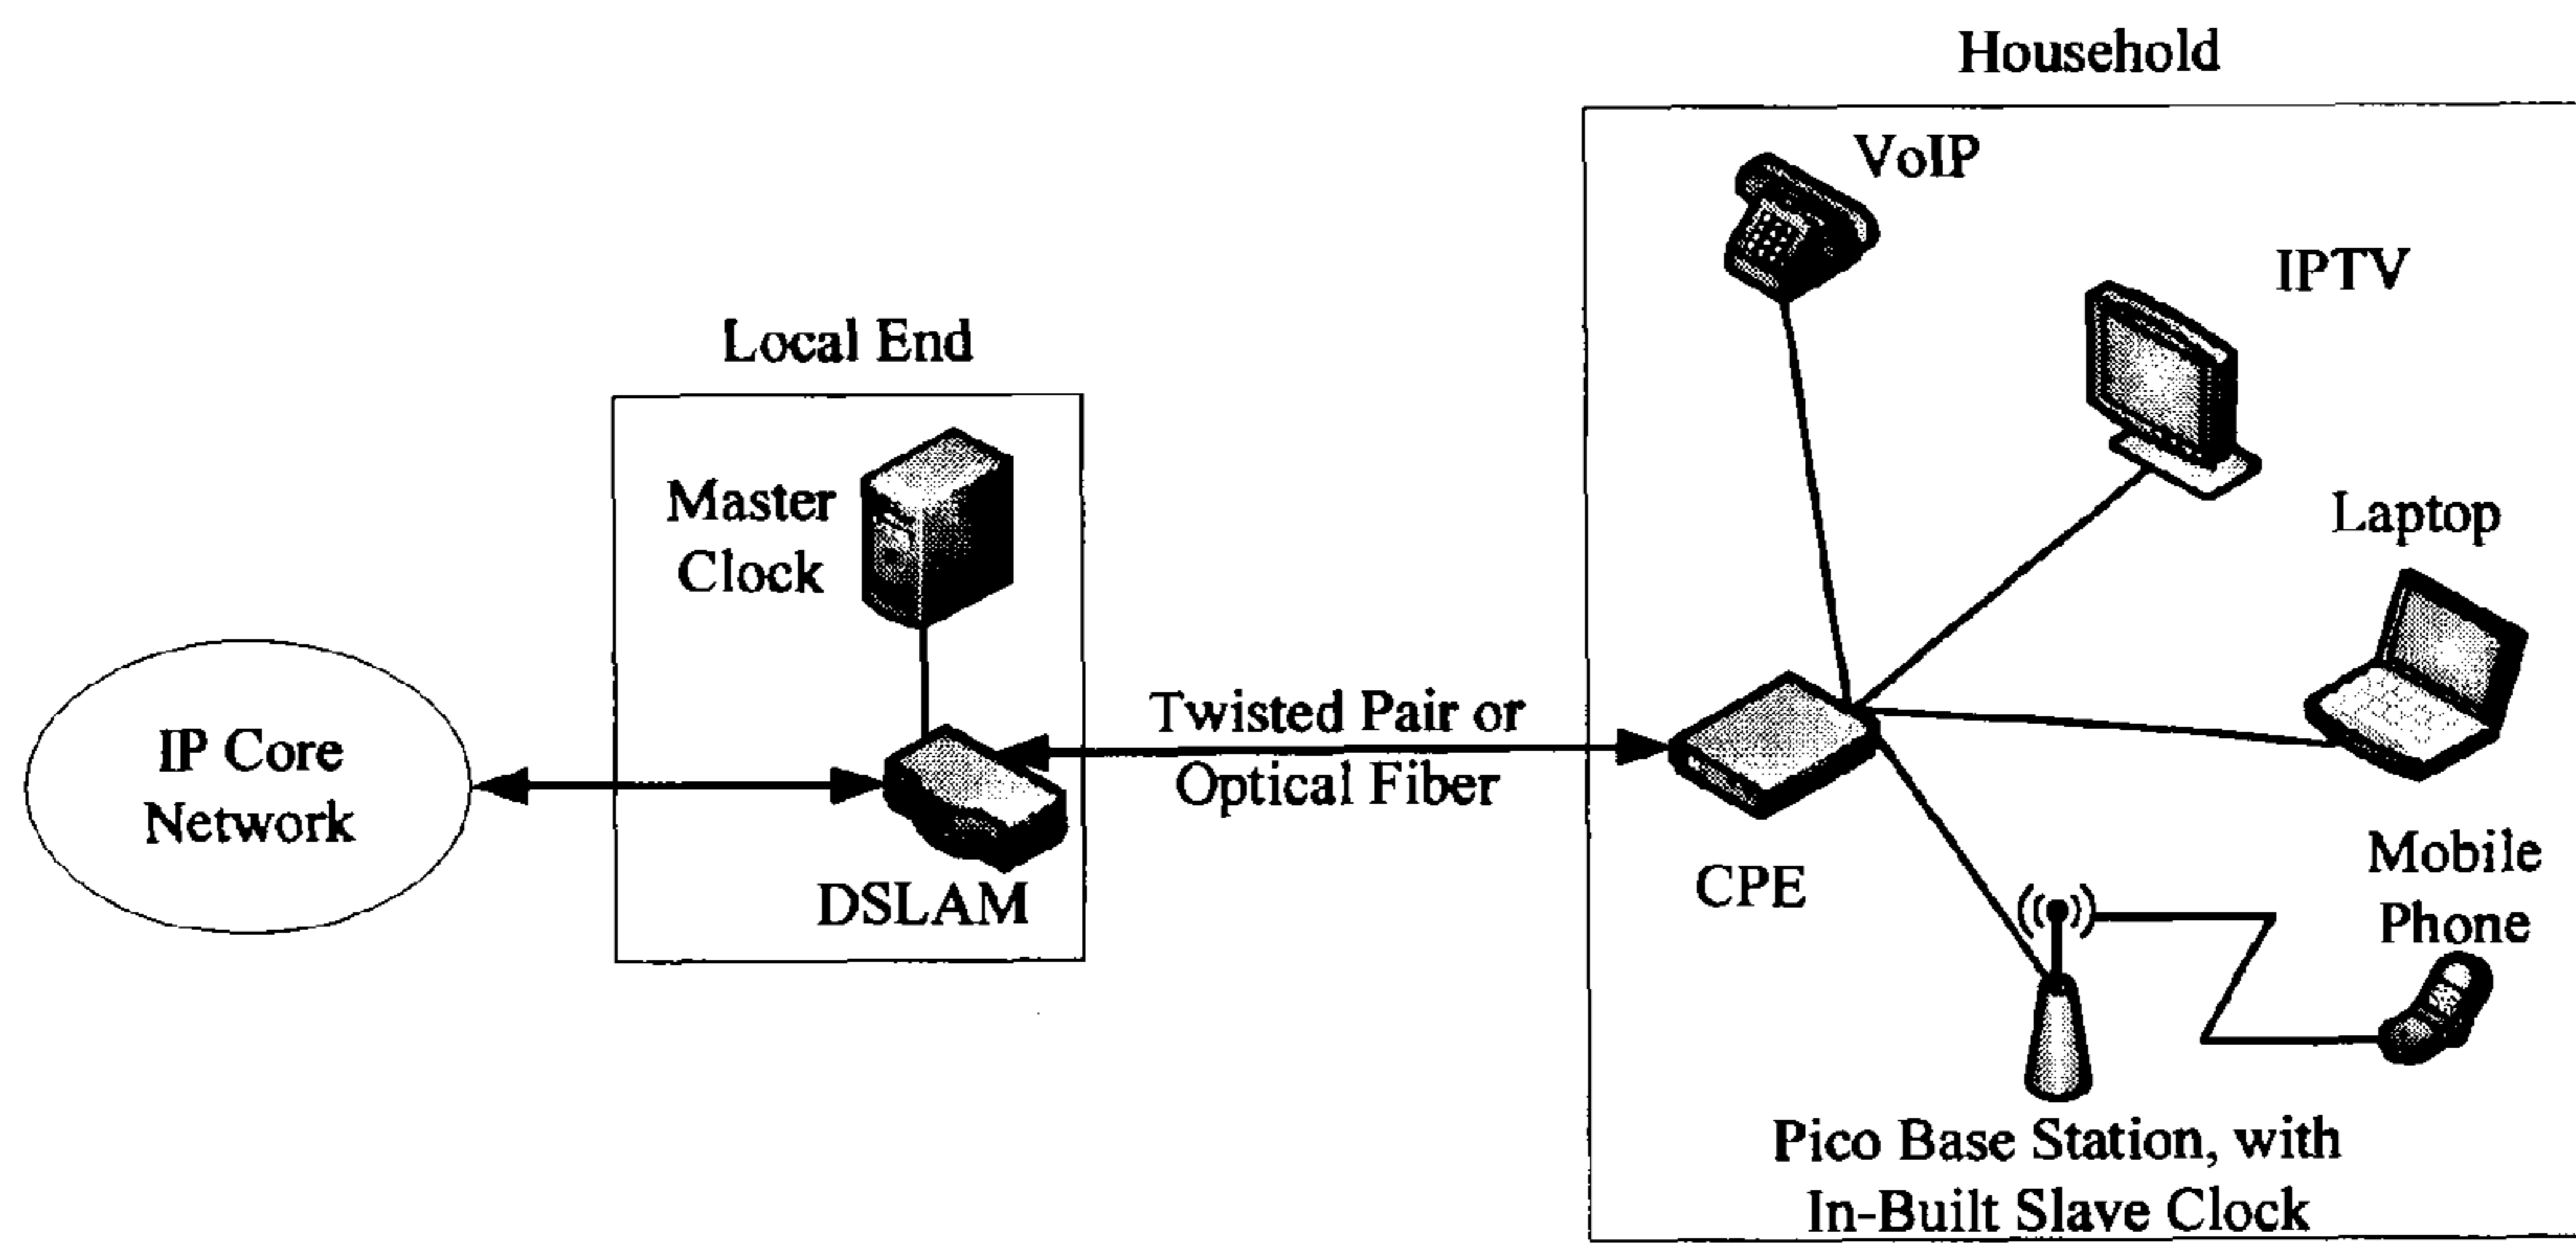 Household
VoIP
IPTV
Local End
Master
Clock
Laptop
Twisted Pair or
Optical Fiber
IP Core
Network
DSLAM
CPE
Mobile
Phone
Pico Base Station, with
In-Built Slave Clock